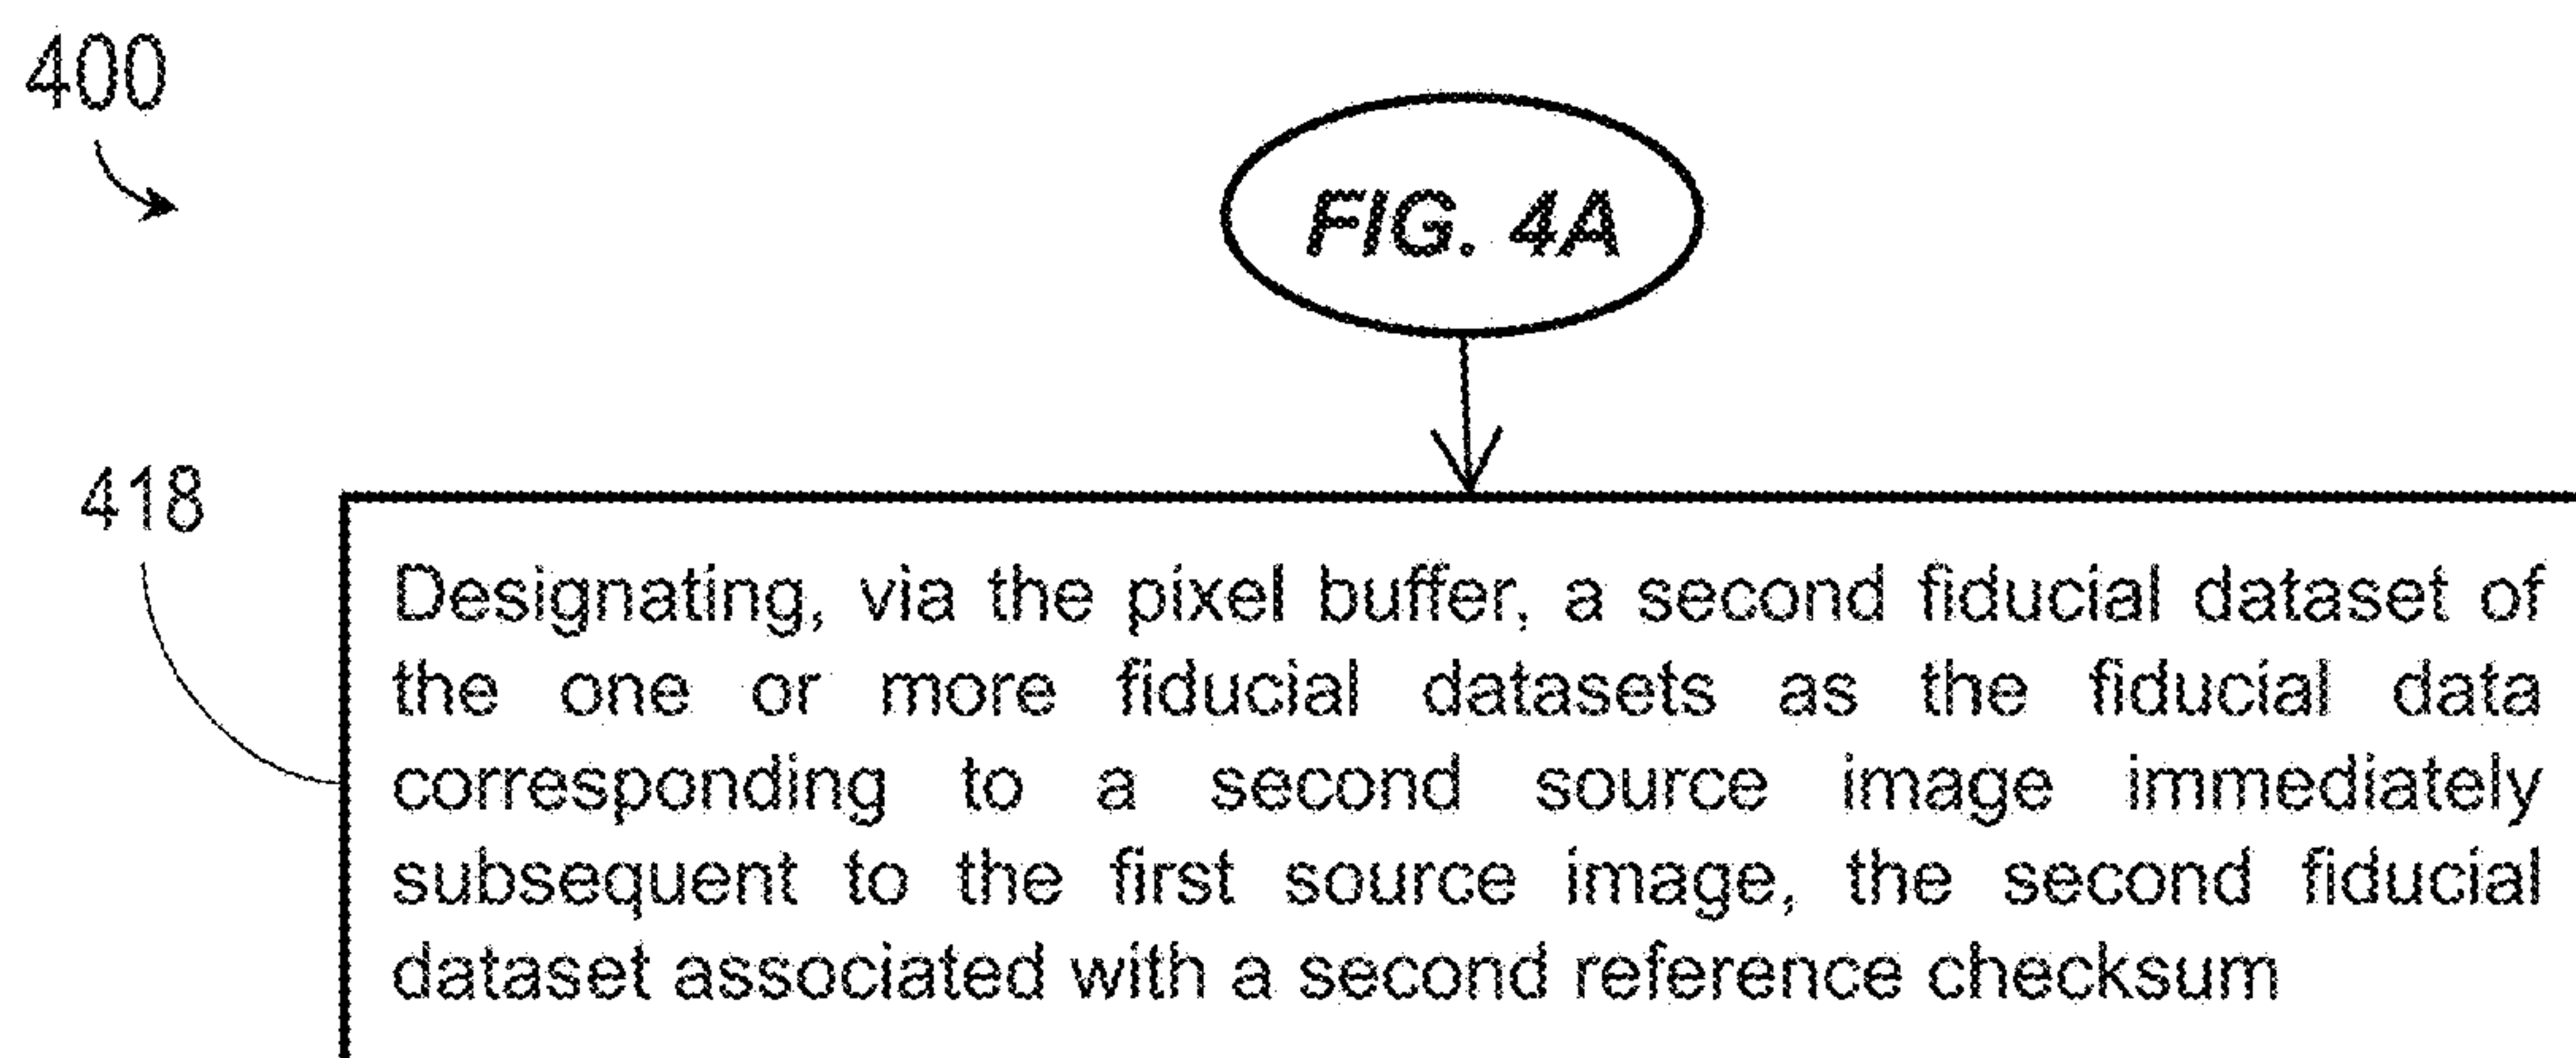 400
FIG. 4A
418
Designating, via the pixel buffer, a second fiducial dataset of
the one or more fiducial datasets as the fiducial data
corresponding to a second source image immediately
subsequent to the first source image, the second fiducial
dataset associated with a second reference checksum